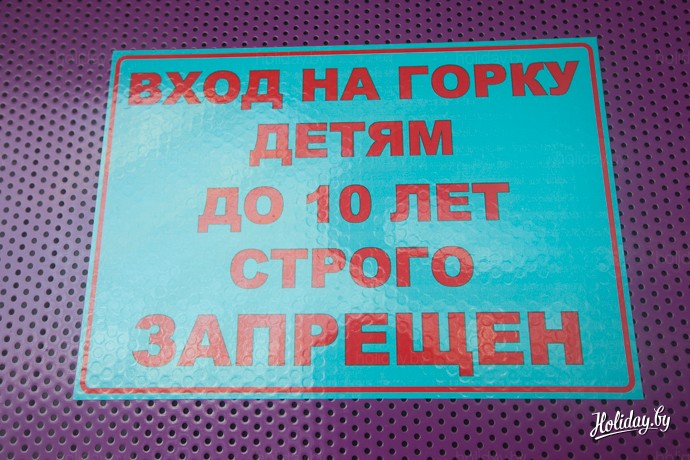 ВХОД НА ГОРКУ
ДЕТЯМ
ДО 10 ЛЕТ
СТРОГО
ЗАПРЕЩЕН
Holiday.by